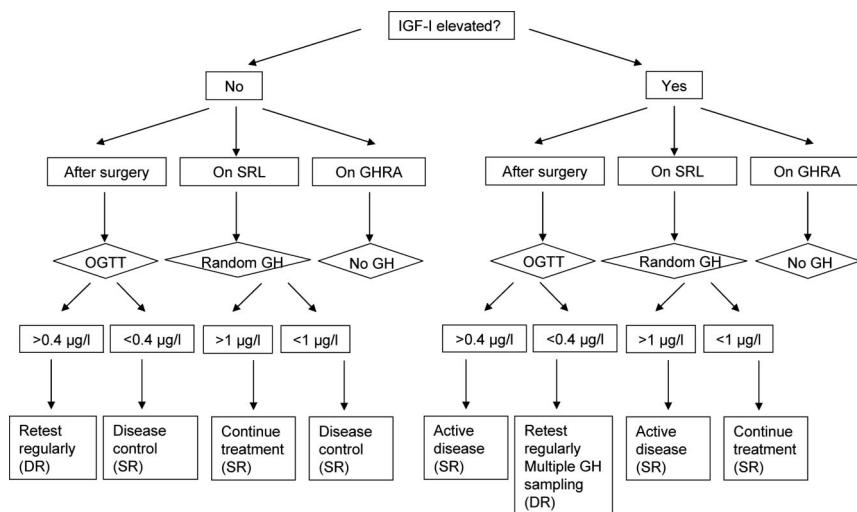 IGF-I elevated?
No
Yes
After surgery
On SRL
On GHRA
After surgery
On SRL
On GHRA
OGTT
Random GH
No GH
OGTT
Random GH
No GH
>0.4 µg/l
<0.4 µg/l
>1 µg/l
<1 µg/l
>0.4 µg/l
<0.4 µg/l
>1 µg/l
<1 µg/l
Retest
regularly
(DR)
Disease
control
(SR)
Continue
treatment
(SR)
Disease
control
(SR)
Active
disease
(SR)
Retest
regularly
Multiple GH
sampling
(DR)
Active
disease
(SR)
Continue
treatment
(SR)